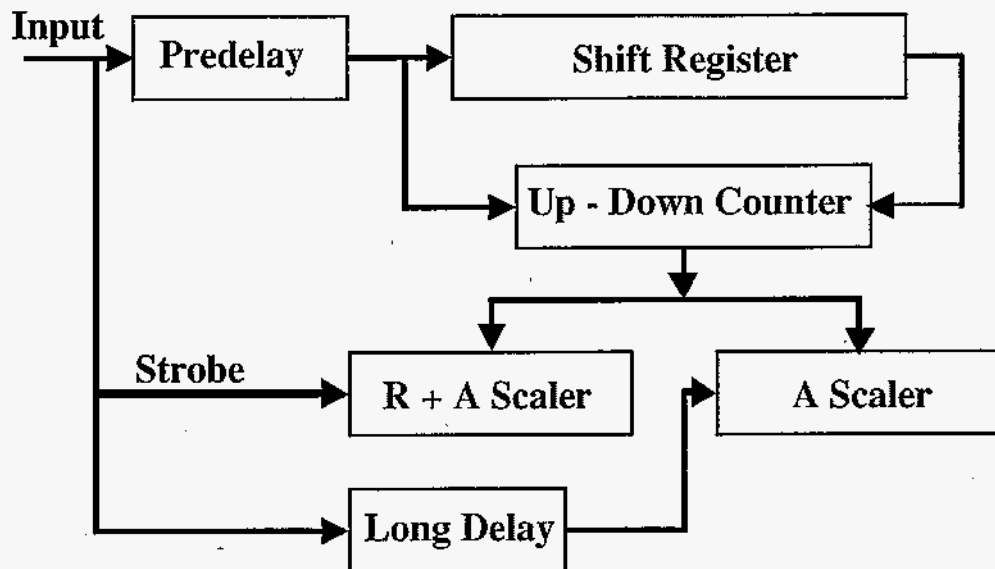 Input
Predelay
Shift Register
Up - Down Counter
Strobe
R + A Scaler
A Scaler
Long Delay